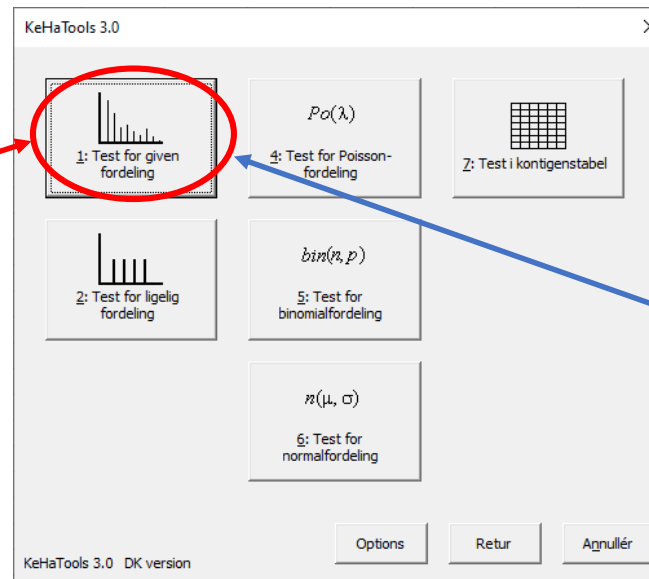 KeHaTools 3.0
1: Test for given
fordeling
Po(λ)
4: Test for Poisson-
fordeling
7: Test i kontigenstabel
2: Test for ligelig
fordeling
bin(n, p)
5: Test for
binomialfordeling
n(μ, σ)
6: Test for
normalfordeling
Options
Retur
Annullér
KeHaTools 3.0 DK version